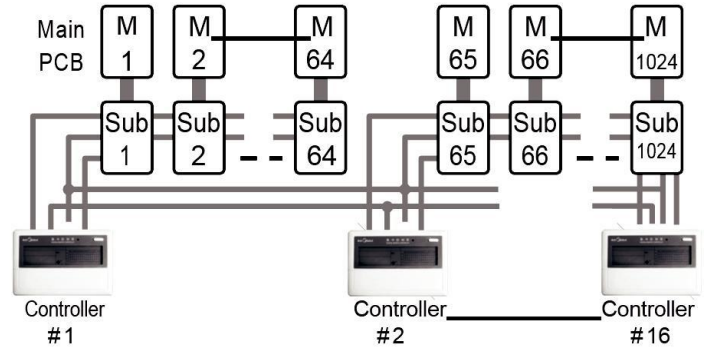 Main PCB
M 1
M 2
M 64
M 65
M 66
M 1024
Sub 1
Sub 2
Sub 64
Sub 65
Sub 66
Sub 1024
Controller #1
Controller #2
Controller #16